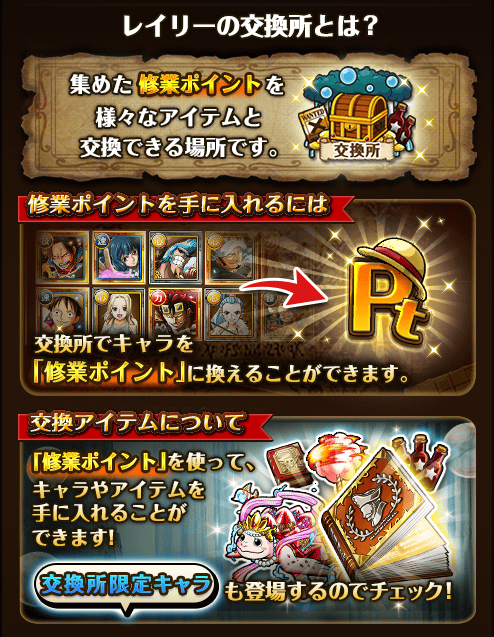 レイリーの交換所とは？
集めた修業ポイントを
様々なアイテムと
交換できる場所です。
WANTED
交換所
修業ポイントを手に入れるには
Pt
交換所でキャラを
「修業ポイント」に換えることができます。
交換アイテムについて
「修業ポイント」を使って、
キャラやアイテムを
手に入れることが
できます!
交換所限定キャラ も登場するのでチェック!